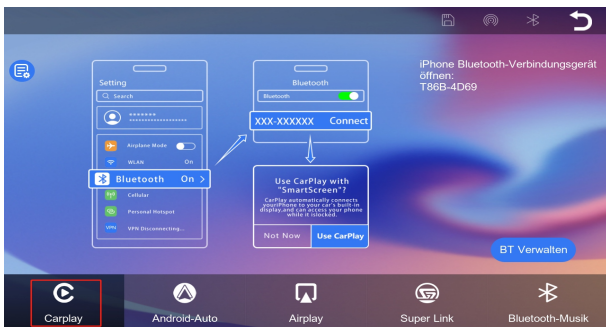 iPhone Bluetooth-Verbindungsgerät
öffnen:
T86B-4D69
Setting
Search
*******
******************
Airplane Mode
WLAN On
Bluetooth On >
Cellular
Personal Hotspot
VPN VPN Disconnecting...
Bluetooth
Bluetooth
XXX-XXXXXX Connect
Use CarPlay with
"SmartScreen"?
CarPlay automatically connects
youriPhone to your car's built-in
display,and can access your phone
while it islocked.
Not Now Use CarPlay
BT Verwalten
Carplay Android-Auto Airplay Super Link Bluetooth-Musik